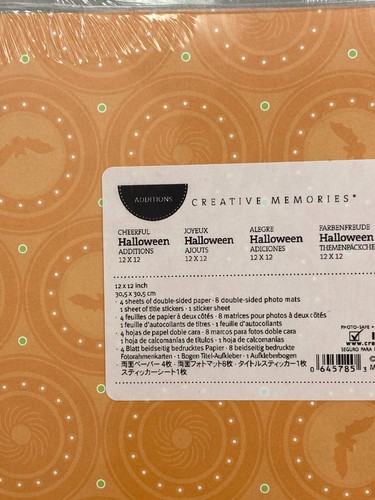 ADDITIONS
CREATIVE MEMORIES®
CHEERFUL
Halloween
ADDITIONS
12 X 12
JOYEUX
Halloween
AJOUTS
12 X 12
ALEGRE
Halloween
ADICIONES
12 X 12
FARBENFREUDE
Halloween
THEMENPÄCKCHE
12 X 12
12 x 12 inch
30,5 x 30,5 cm
· 4 sheets of double-sided paper · 8 double-sided photo mats
· 1 sheet of title stickers · 1 sticker sheet
· 4 feuilles de papier à deux côtés · 8 matrices pour photos à deux côtés
· 1 feuille d'autocollants de titres · 1 feuille d'autocollants
· 4 hojas de papel doble cara · 8 marcos para fotos doble cara
· 1 hoja de calcomanías de títulos · 1 hoja de calcomanías
· 4 Blatt beidseitig bedrucktes Papier · 8 beidseitig bedruckte
Fotorahmenkarten · 1 Bogen Titel-Aufkleber · 1 Aufkleberbogen
· 両面ペーパー 4枚 · 両面フォトマット8枚 · タイトルスティッカー1枚
スティッカーシート1枚
PHOTO-SAFE •
www.cre
SEGURO PARA
0 645785 3